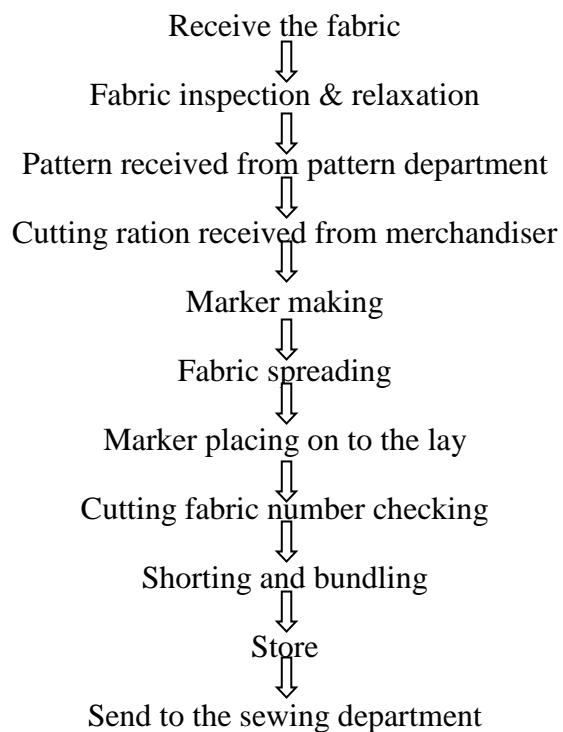 Receive the fabric
Fabric inspection & relaxation
Pattern received from pattern department
Cutting ration received from merchandiser
Marker making
Fabric spreading
Marker placing on to the lay
Cutting fabric number checking
Shorting and bundling
Store
Send to the sewing department